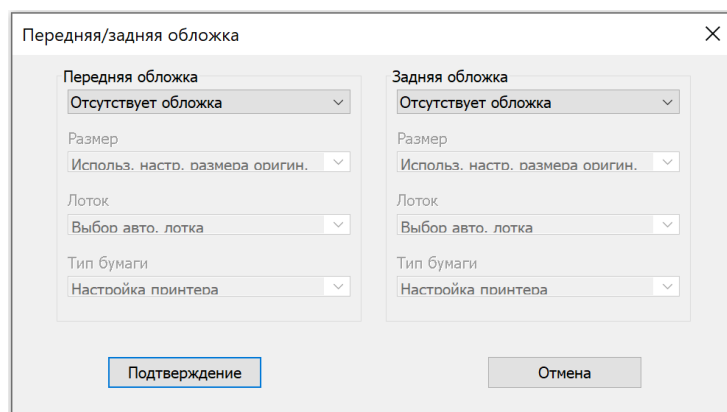 Передняя/задняя обложка
Передняя обложка
Отсутствует обложка
Размер
Использ. настр. размера оригин.
Лоток
Выбор авто. лотка
Тип бумаги
Настройка принтера
Задняя обложка
Отсутствует обложка
Размер
Использ. настр. размера оригин.
Лоток
Выбор авто. лотка
Тип бумаги
Настройка принтера
Подтверждение
Отмена